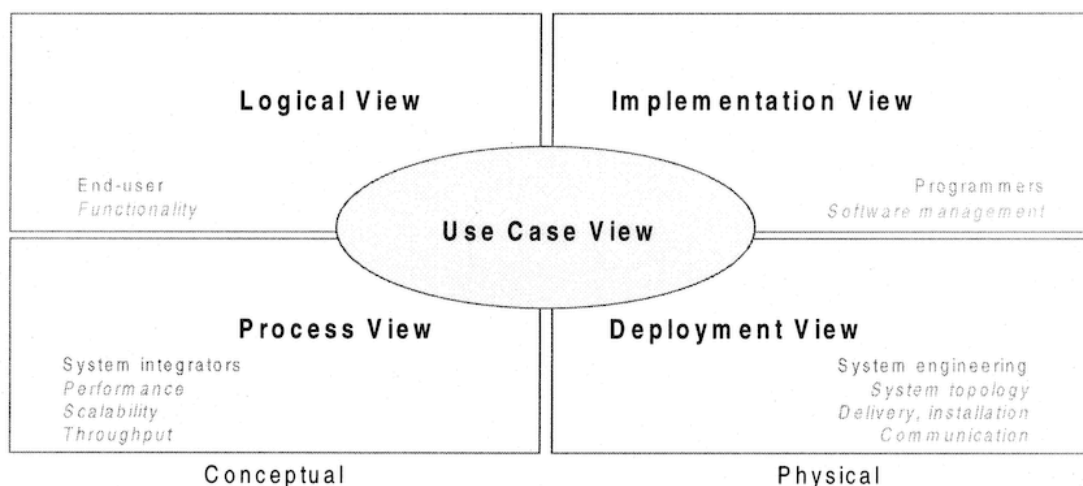 Logical View
End-user
Functionality
Implementation View
Programmers
Software management
Use Case View
Process View
System integrators
Performance
Scalability
Throughput
Deployment View
System engineering
System topology
Delivery, installation
Communication
Conceptual
Physical